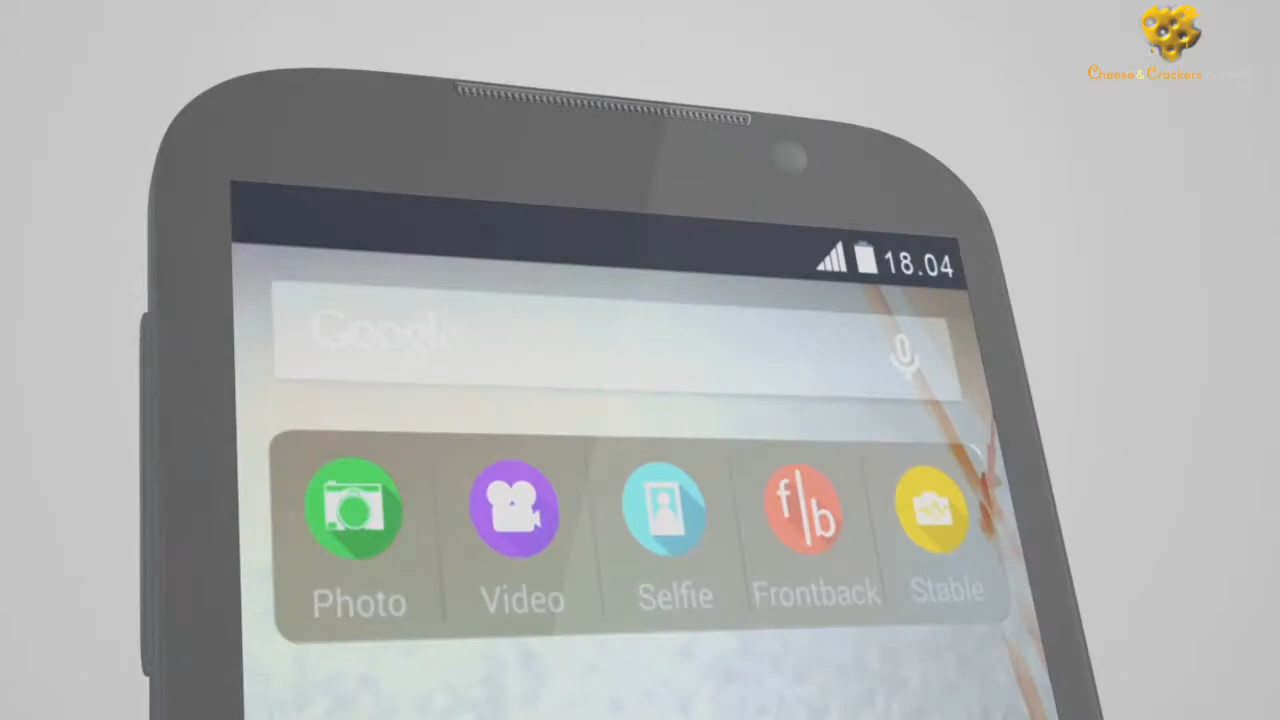 Cheese & Crackers
18.04
Google
f|b
Photo Video Selfie Frontback Stable